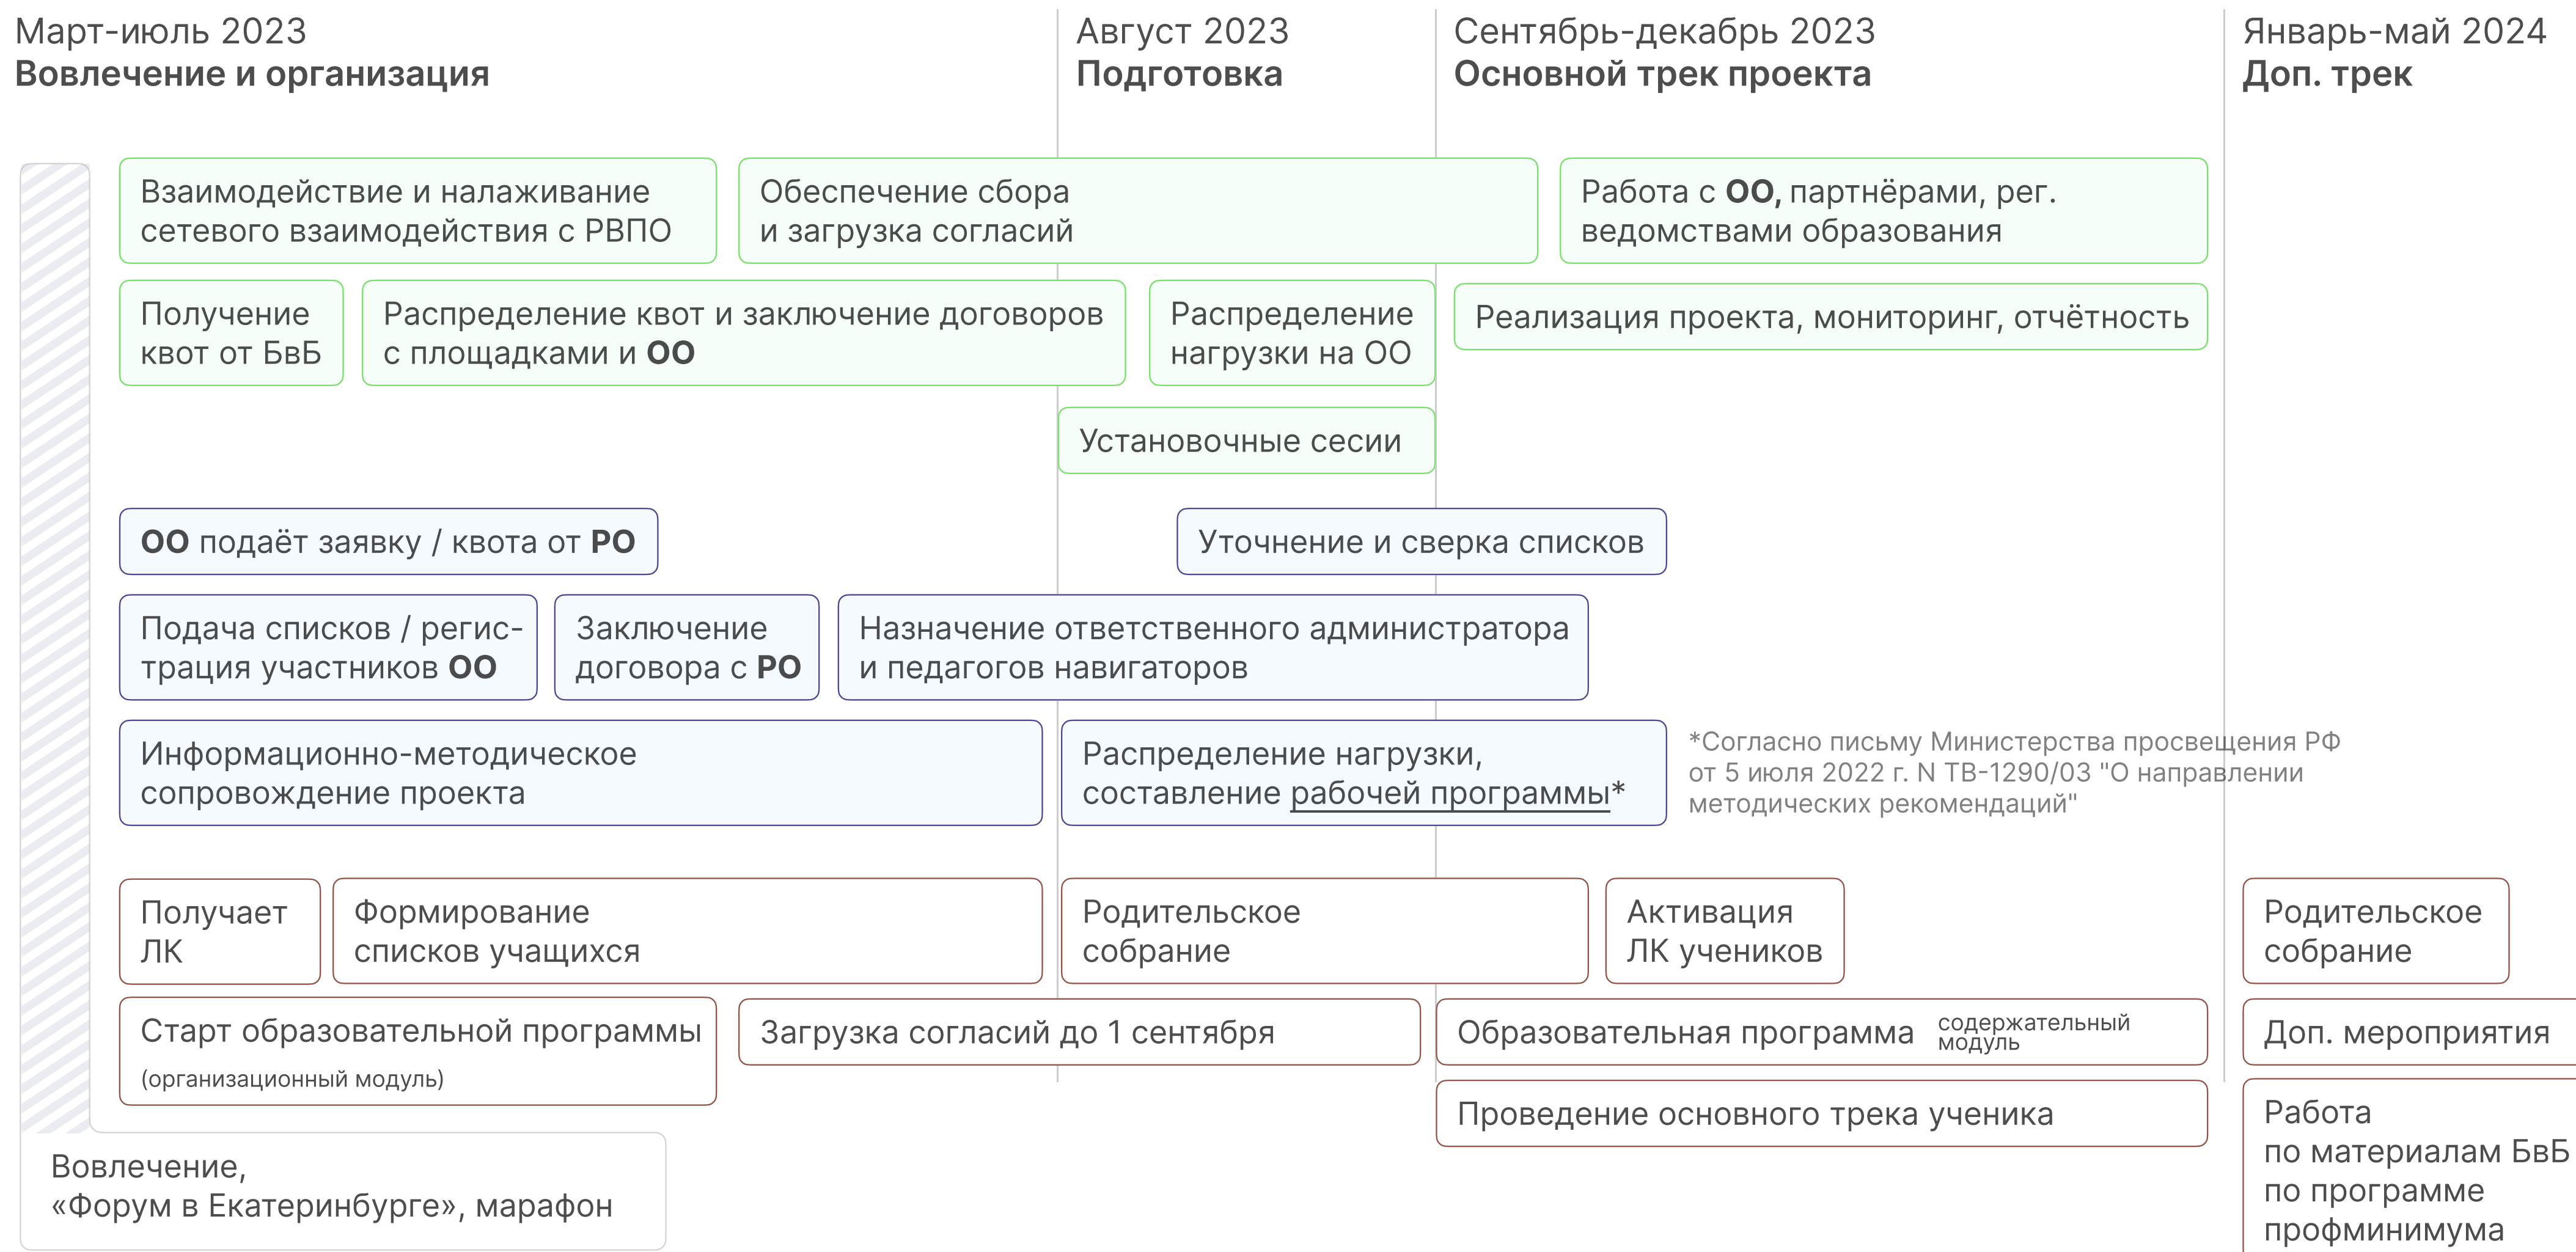 Март-июль 2023
Вовлечение и организация
Август 2023
Подготовка
Сентябрь-декабрь 2023
Основной трек проекта
Январь-май 2024
Доп. трек
Взаимодействие и налаживание
сетевого взаимодействия с РВПО
Обеспечение сбора
и загрузка согласий
Работа с ОО, партнёрами, рег.
ведомствами образования
Получение
квот от БвБ
Распределение квот и заключение договоров
с площадками и ОО
Распределение
нагрузки на ОО
Реализация проекта, мониторинг, отчётность
Установочные сесии
ОО подаёт заявку / квота от РО
Уточнение и сверка списков
Подача списков / регис-
трация участников ОО
Заключение
договора с РО
Назначение ответственного администратора
и педагогов навигаторов
Информационно-методическое
сопровождение проекта
Распределение нагрузки,
составление рабочей программы*
*Согласно письму Министерства просвещения РФ
от 5 июля 2022 г. N ТВ-1290/03 "О направлении
методических рекомендаций"
Получает
ЛК
Формирование
списков учащихся
Родительское
собрание
Активация
ЛК учеников
Родительское
собрание
Старт образовательной программы
(организационный модуль)
Загрузка согласий до 1 сентября
Образовательная программа
содержательный
модуль
Доп. мероприятия
Проведение основного трека ученика
Работа
по материалам БвБ
по программе
профминимума
Вовлечение,
«Форум в Екатеринбурге», марафон